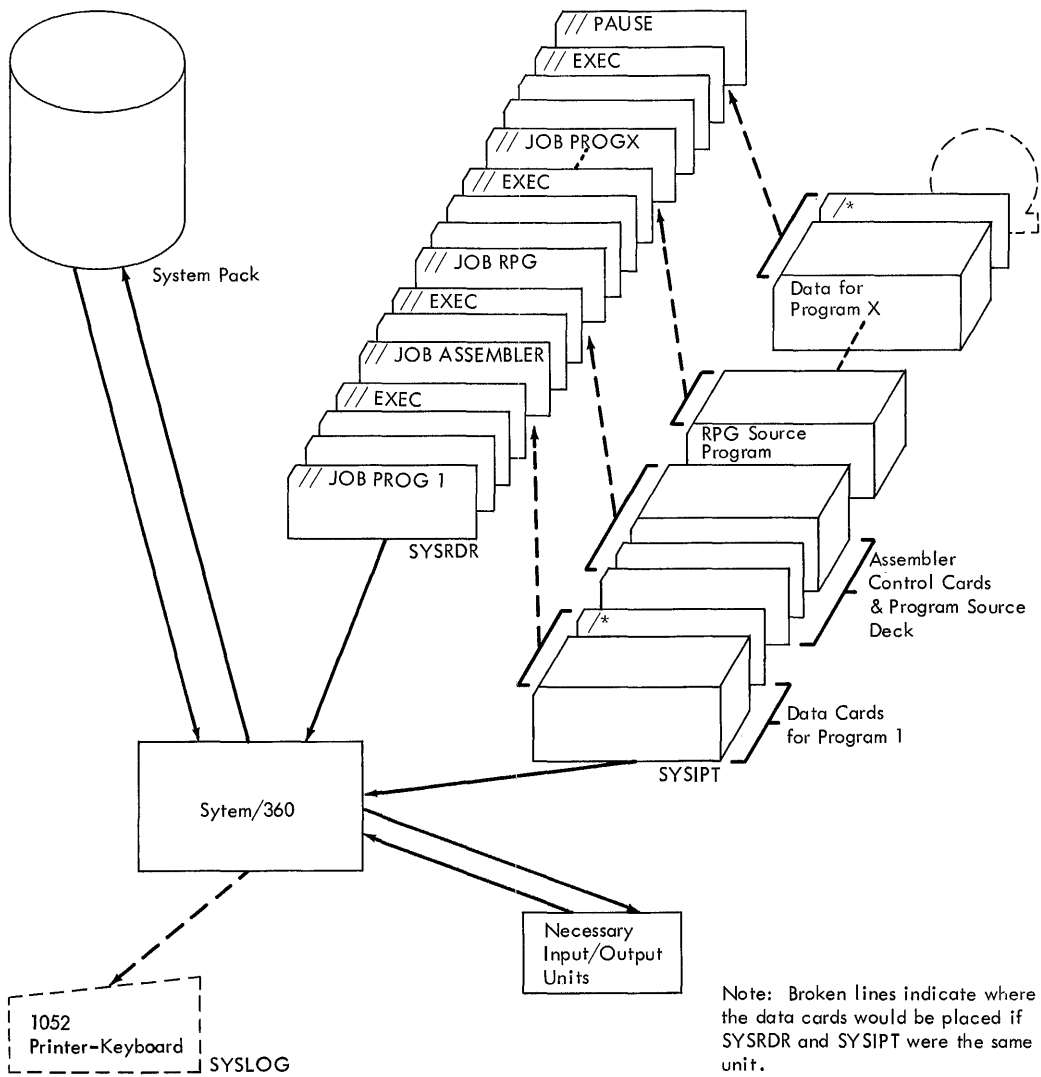 // PAUSE
// EXEC
// JOB PROGX
// EXEC
// JOB RPG
// EXEC
// JOB ASSEMBLER
// EXEC
// JOB PROG 1
SYSRDR
System Pack
/*
Data for
Program X
RPG Source
Program
Assembler
Control Cards
& Program Source
Deck
/*
Data Cards
for Program 1
SYSIPT
Sytem/360
Necessary
Input/Output
Units
1052
Printer-Keyboard
SYSLOG
Note: Broken lines indicate where
the data cards would be placed if
SYSRDR and SYSIPT were the same
unit.